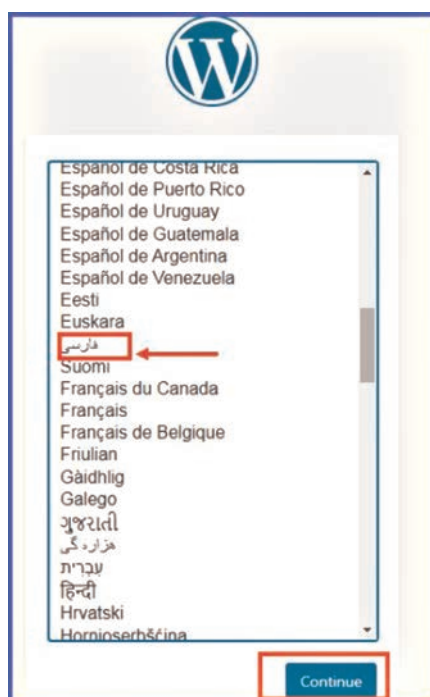 Español de Costa Rica
Español de Puerto Rico
Español de Uruguay
Español de Guatemala
Español de Argentina
Español de Venezuela
Eesti
Euskara
فارسی
Suomi
Français du Canada
Français
Français de Belgique
Friulian
Gàidhlig
Galego
ગુજરાતી
هزاره گی
עִבְרִית
हिन्दी
Hrvatski
Hornjoserbšćina
Continue